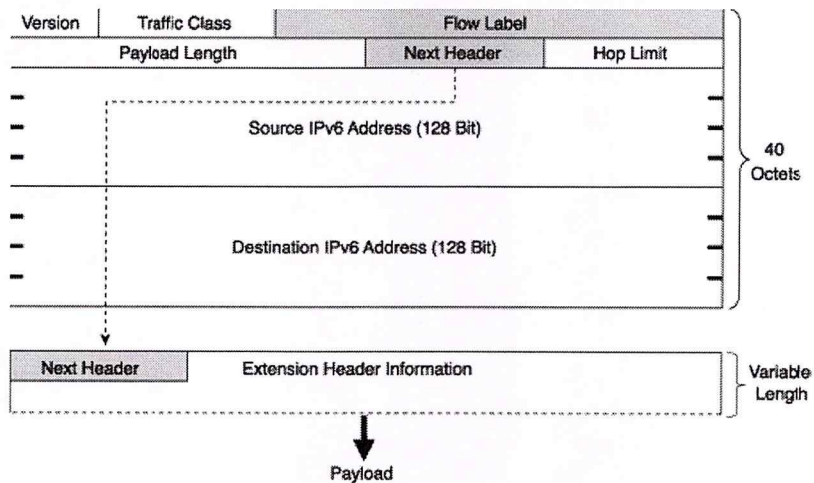 Version Traffic Class Flow Label
Payload Length Next Header Hop Limit
Source IPv6 Address (128 Bit)
40
Octets
Destination IPv6 Address (128 Bit)
Next Header Extension Header Information
Variable
Length
Payload